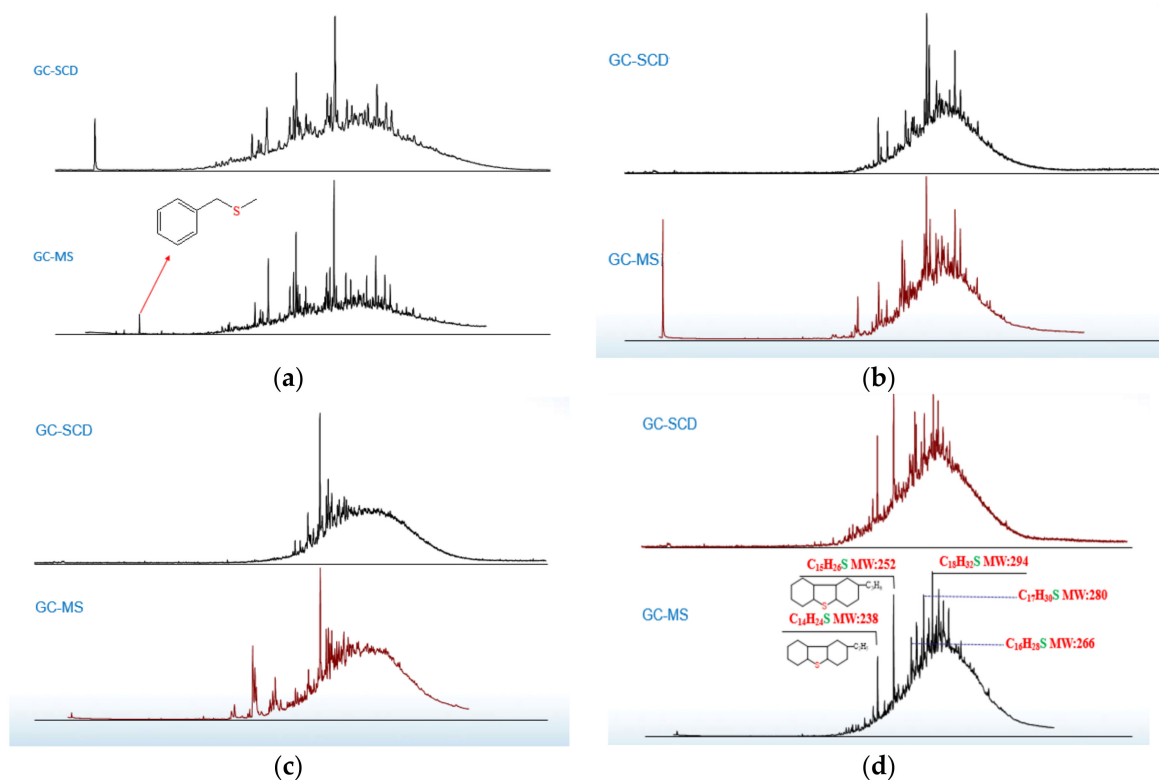 GC-SCD
S
GC-MS
(a)
GC-SCD
GC-MS
(b)
GC-SCD
GC-MS
(c)
GC-SCD
C₁₅H₂₆S MW:252
C₁₈H₃₂S MW:294
S
C₁₇H₃₀S MW:280
GC-MS
C₁₄H₂₄S MW:238
C₂H₅
C₁₆H₂₈S MW:266
S
(d)